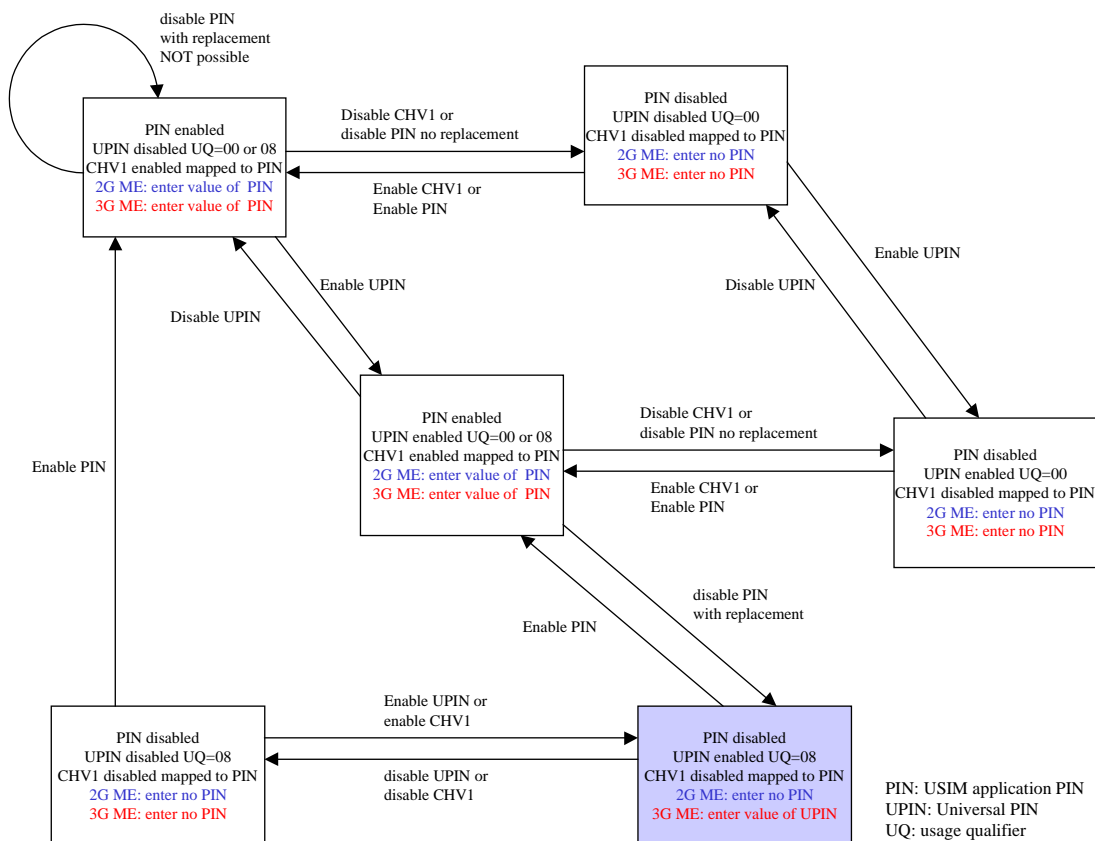 disable PIN
with replacement
NOT possible
PIN enabled
UPIN disabled UQ=00 or 08
CHV1 enabled mapped to PIN
2G ME: enter value of PIN
3G ME: enter value of PIN
Disable CHV1 or
disable PIN no replacement
Enable CHV1 or
Enable PIN
PIN disabled
UPIN disabled UQ=00
CHV1 disabled mapped to PIN
2G ME: enter no PIN
3G ME: enter no PIN
Enable UPIN
Disable UPIN
Enable UPIN
Disable UPIN
PIN enabled
UPIN enabled UQ=00 or 08
CHV1 enabled mapped to PIN
2G ME: enter value of PIN
3G ME: enter value of PIN
Disable CHV1 or
disable PIN no replacement
Enable CHV1 or
Enable PIN
PIN disabled
UPIN enabled UQ=00
CHV1 disabled mapped to PIN
2G ME: enter no PIN
3G ME: enter no PIN
Enable PIN
disable PIN
with replacement
Enable PIN
PIN disabled
UPIN disabled UQ=08
CHV1 disabled mapped to PIN
2G ME: enter no PIN
3G ME: enter no PIN
Enable UPIN or
enable CHV1
disable UPIN or
disable CHV1
PIN disabled
UPIN enabled UQ=08
CHV1 disabled mapped to PIN
2G ME: enter no PIN
3G ME: enter value of UPIN
PIN: USIM application PIN
UPIN: Universal PIN
UQ: usage qualifier